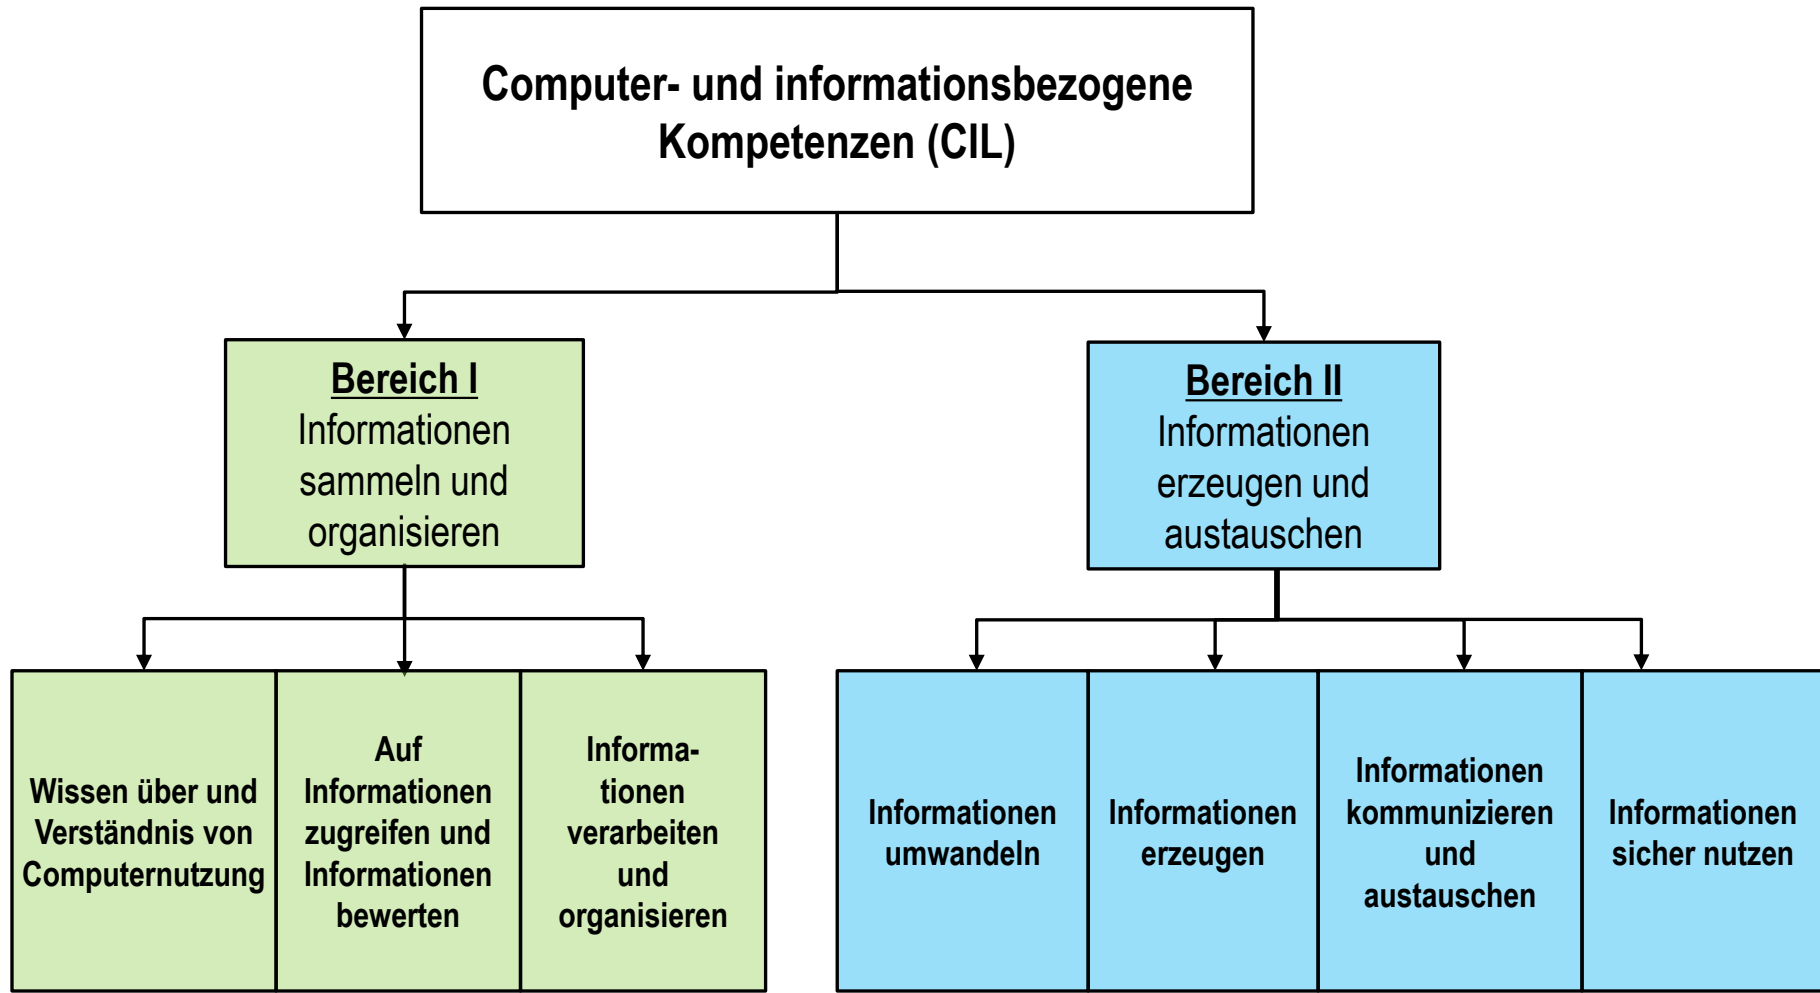 Computer- und informationsbezogene
Kompetenzen (CIL)
Bereich I
Informationen
sammeln und
organisieren
Bereich II
Informationen
erzeugen und
austauschen
Wissen über und
Verständnis von
Computernutzung
Auf
Informationen
zugreifen und
Informationen
bewerten
Informa-
tionen
verarbeiten
und
organisieren
Informationen
umwandeln
Informationen
erzeugen
Informationen
kommunizieren
und
austauschen
Informationen
sicher nutzen